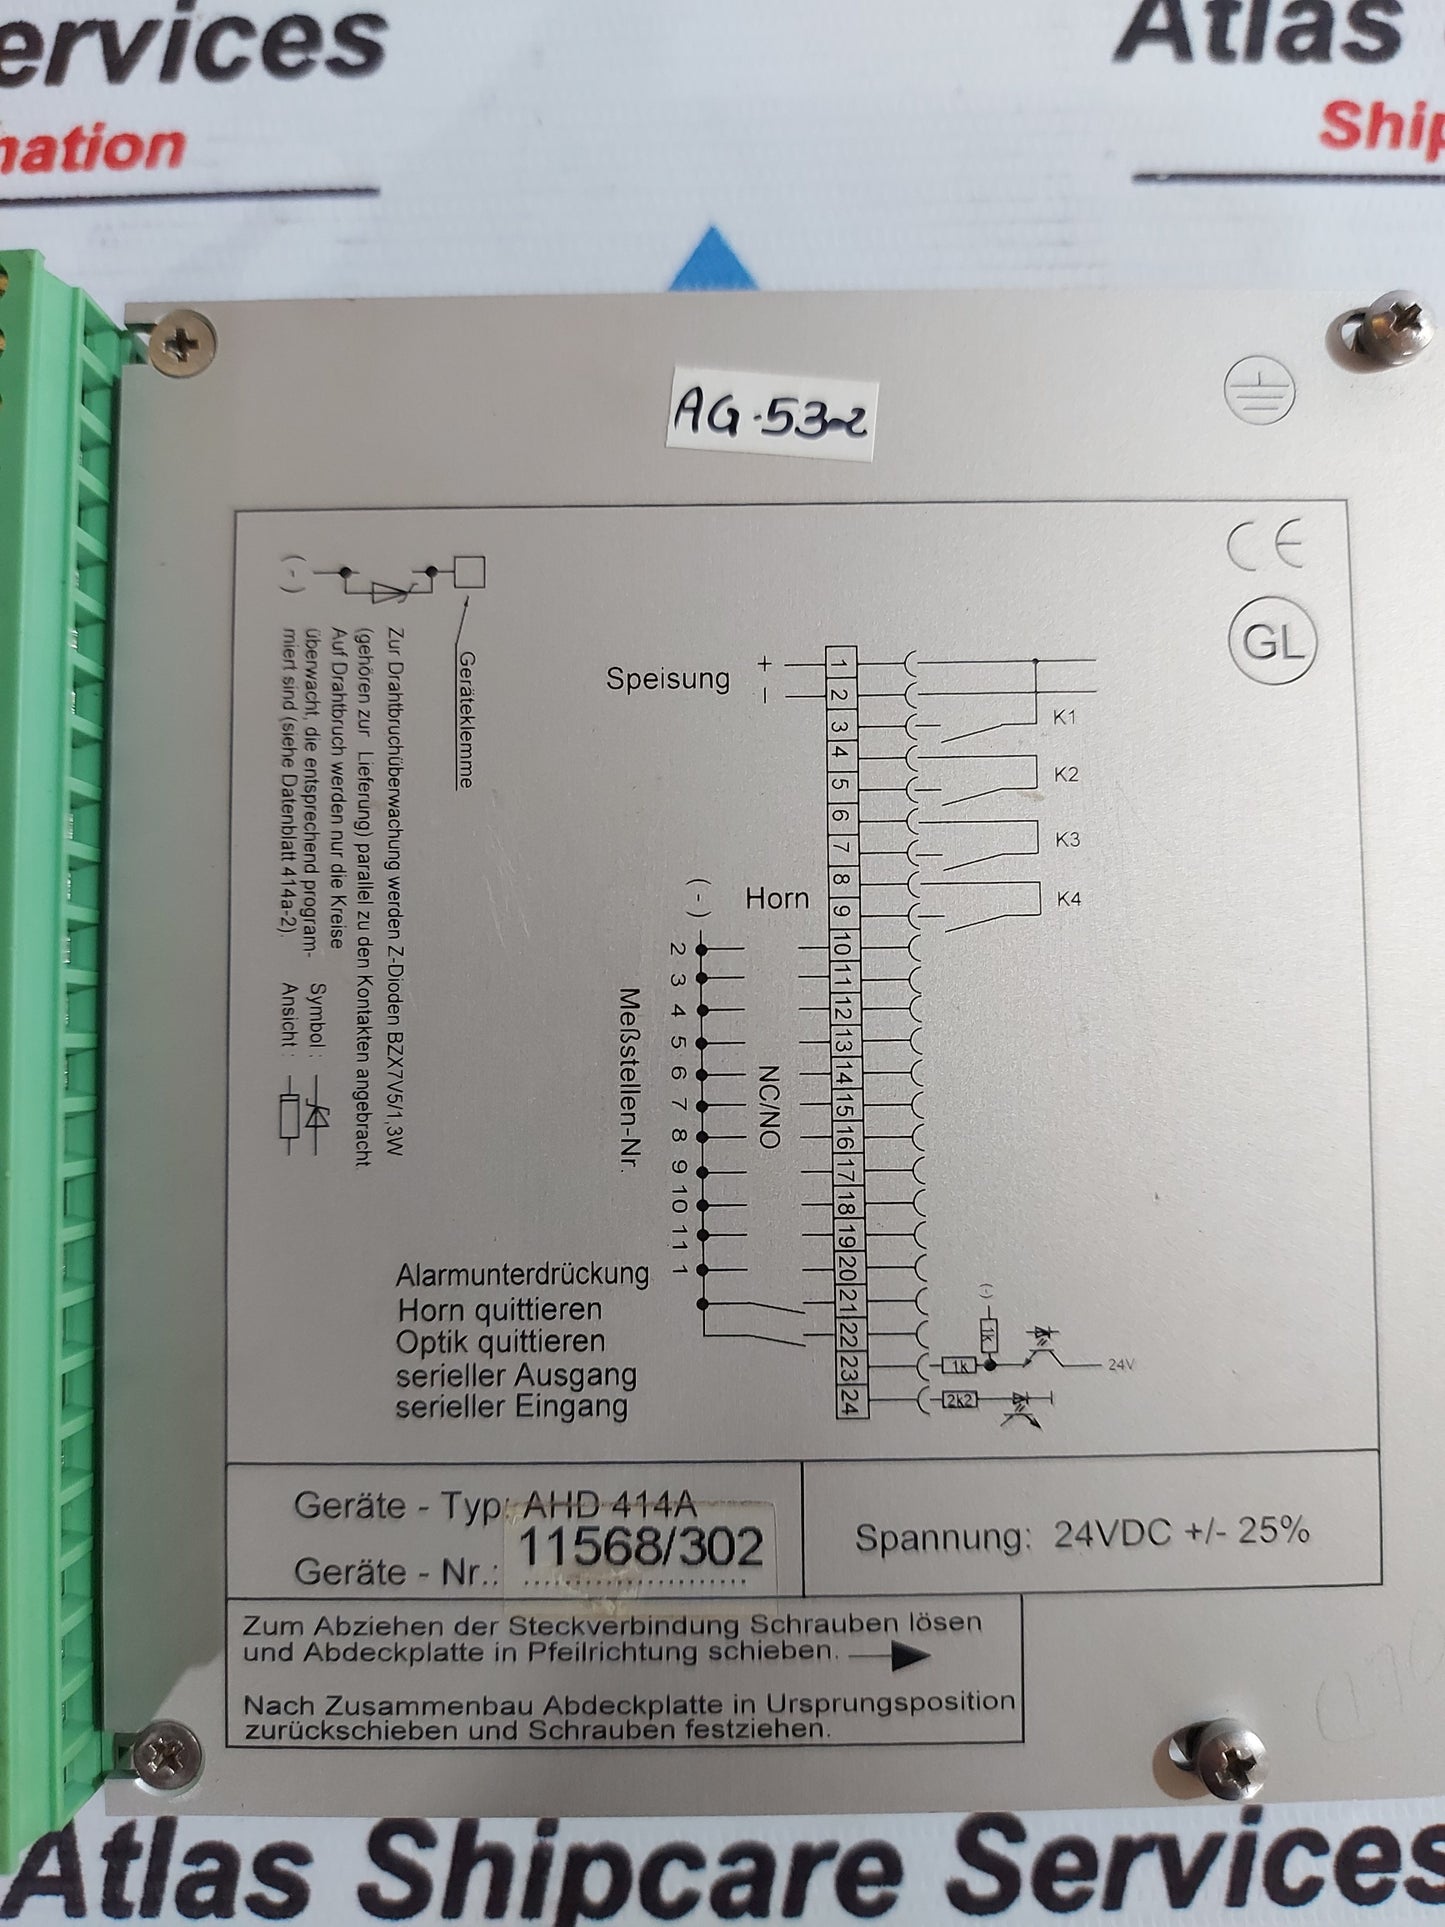 ervices
Atlas
mation
Ship
AG-53-2
CE
GL
(-)
Geräteklemme
Zur Drahtbruchüberwachung werden Z-Dioden BZX7V5/1,3W
(gehören zur Lieferung) parallel zu den Kontakten angebracht.
Auf Drahtbruch werden nur die Kreise
überwacht, die entsprechend program-
miert sind (siehe Datenblatt 414a-2).
Symbol :
Ansicht :
Speisung
+
-
Horn
(-)
2 3 4 5 6 7 8 9 10 11 1
Meßstellen-Nr.
NC/NO
1 2 3 4 5 6 7 8 9 10 11 12 13 14 15 16 17 18 19 20 21 22 23 24
K1
K2
K3
K4
Alarmunterdrückung
Horn quittieren
Optik quittieren
serieller Ausgang
serieller Eingang
(-)
1k
1k
24V
2k2
Geräte - Typ: AHD 414A
Geräte - Nr.: 11568/302
Spannung: 24VDC +/- 25%
Zum Abziehen der Steckverbindung Schrauben lösen
und Abdeckplatte in Pfeilrichtung schieben.
Nach Zusammenbau Abdeckplatte in Ursprungsposition
zurückschieben und Schrauben festziehen.
Atlas Shipcare Services